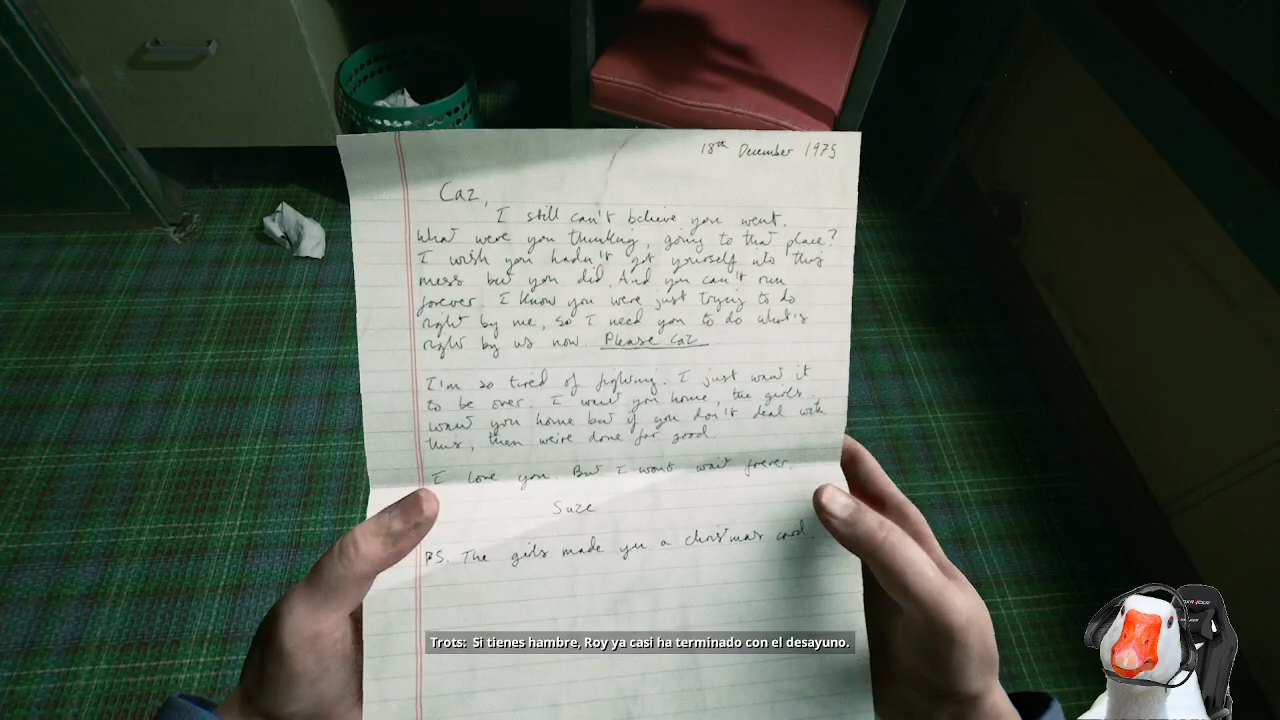 18th December 1975
Caz,
I still can't believe you went.
What were you thinking, going to that place?
I wish you hadn't got yourself into this
mess but you did. And you can't run
forever. I know you were just trying to do
right by me, so I need you to do what's
right by us now. Please Caz
I'm so tired of fighting. I just want it
to be over. I want you home, the girls
want you home but if you don't deal with
this, then we're done for good.
I love you. But I won't wait forever.
Suze
PS. The girls made you a christmas card.
Trots: Si tienes hambre, Roy ya casi ha terminado con el desayuno.